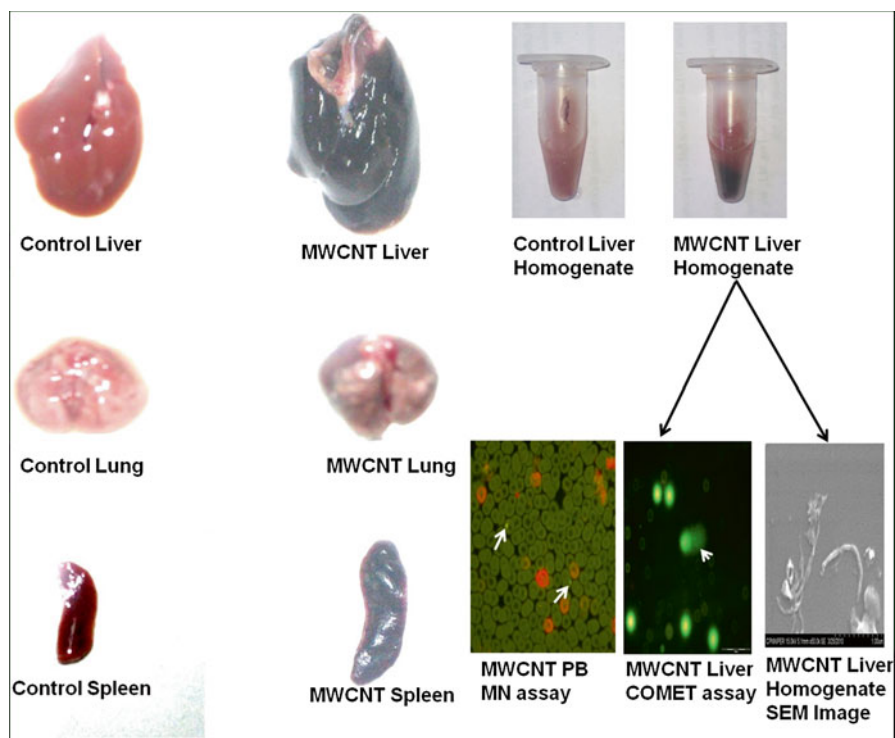 Control Liver
MWCNT Liver
Control Liver
Homogenate
MWCNT Liver
Homogenate
Control Lung
MWCNT Lung
Control Spleen
MWCNT Spleen
MWCNT PB
MN assay
MWCNT Liver
COMET assay
MWCNT Liver
Homogenate
SEM Image